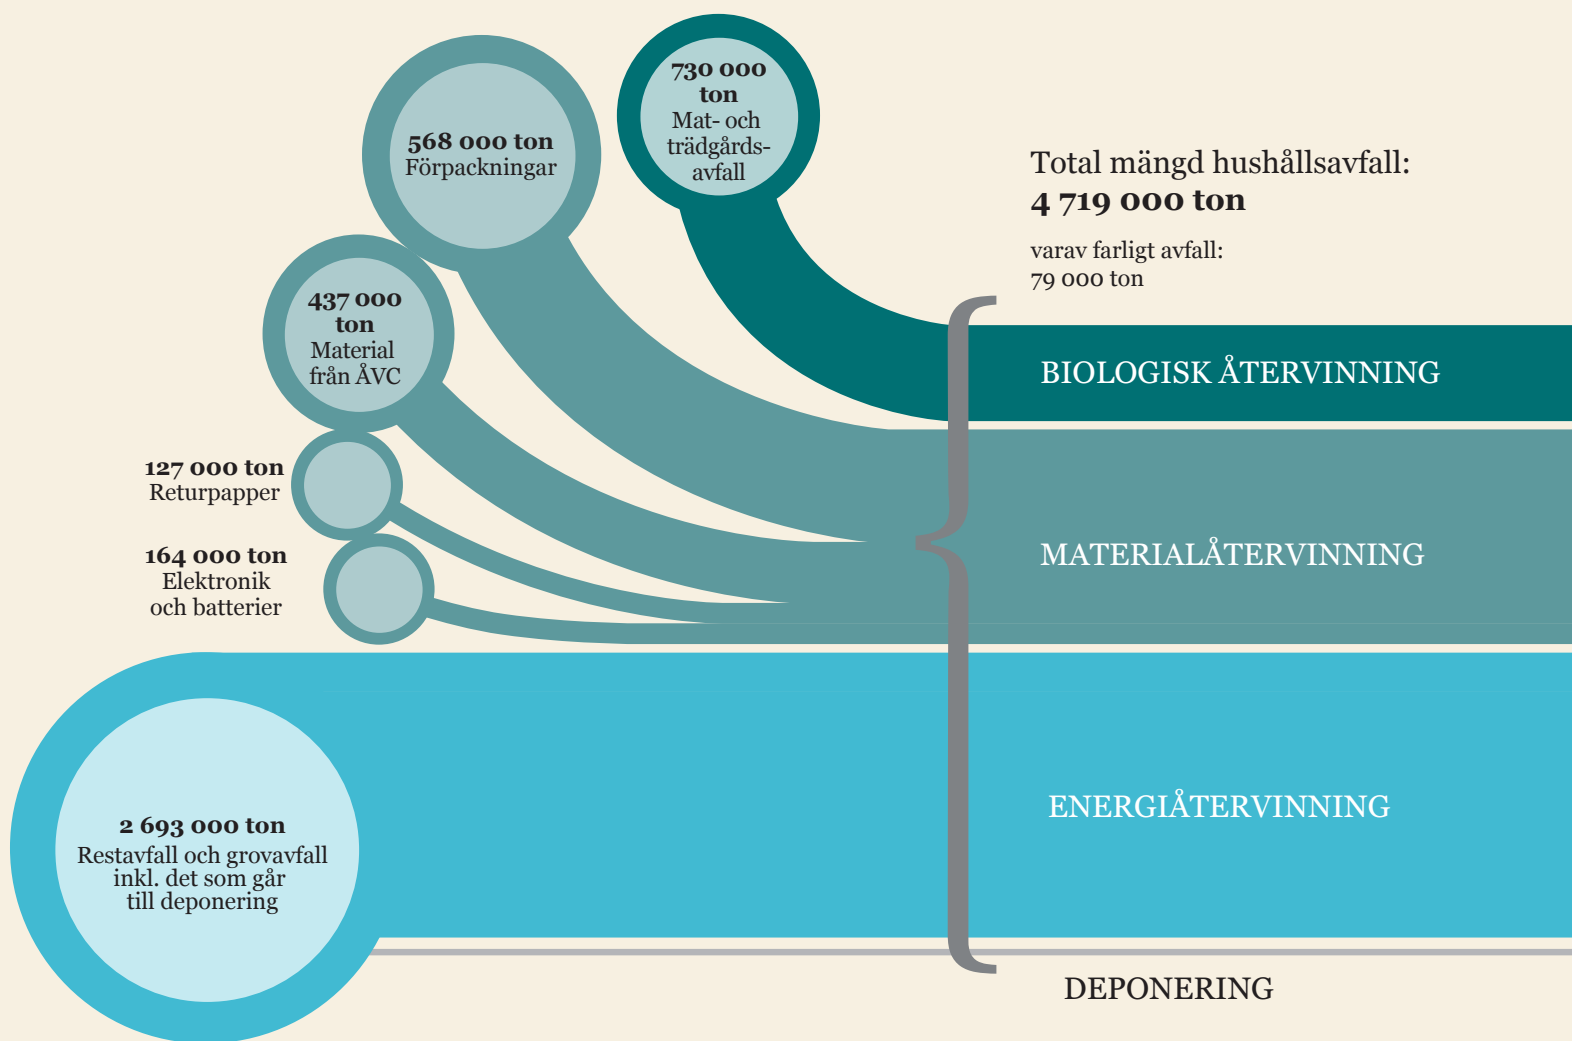 730 000
ton
Mat- och
trädgårds-
avfall
568 000 ton
Förpackningar
437 000
ton
Material
från ÅVC
127 000 ton
Returpapper
164 000 ton
Elektronik
och batterier
2 693 000 ton
Restavfall och grovavfall
inkl. det som går
till deponering
Total mängd hushållsavfall:
4 719 000 ton
varav farligt avfall:
79 000 ton
BIOLOGISK ÅTERVINNING
MATERIALÅTERVINNING
ENERGIÅTERVINNING
DEPONERING